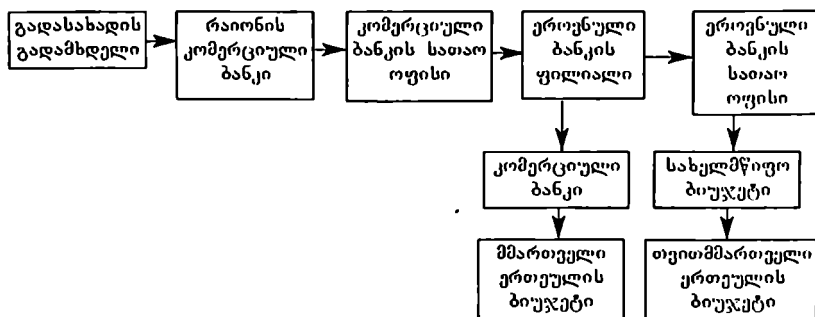 გადასახადის
გადამხდელი
რაიონის
კომერციული
ბანკი
კომერციული
ბანკის სათაო
ოფისი
ეროვნული
ბანკის
ფილიალი
ეროვნული
ბანკის
სათაო
ოფისი
კომერციული
ბანკი
სახელმწიფო
ბიუჯეტი
მმართველი
ერთეულის
ბიუჯეტი
თვითმმართველი
ერთეულის
ბიუჯეტი